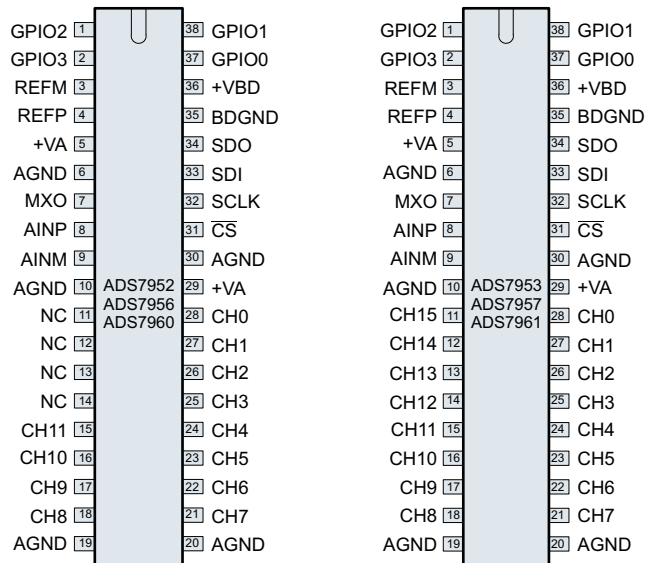 GPIO2 1 38 GPIO1
GPIO3 2 37 GPIO0
REFM 3 36 +VBD
REFP 4 35 BDGND
+VA 5 34 SDO
AGND 6 33 SDI
MXO 7 32 SCLK
AINP 8 31 CS
AINM 9 30 AGND
AGND 10 ADS7952 29 +VA
ADS7956
NC 11 ADS7960 28 CH0
NC 12 27 CH1
NC 13 26 CH2
NC 14 25 CH3
CH11 15 24 CH4
CH10 16 23 CH5
CH9 17 22 CH6
CH8 18 21 CH7
AGND 19 20 AGND
GPIO2 1 38 GPIO1
GPIO3 2 37 GPIO0
REFM 3 36 +VBD
REFP 4 35 BDGND
+VA 5 34 SDO
AGND 6 33 SDI
MXO 7 32 SCLK
AINP 8 31 CS
AINM 9 30 AGND
AGND 10 ADS7953 29 +VA
ADS7957
CH15 11 ADS7961 28 CH0
CH14 12 27 CH1
CH13 13 26 CH2
CH12 14 25 CH3
CH11 15 24 CH4
CH10 16 23 CH5
CH9 17 22 CH6
CH8 18 21 CH7
AGND 19 20 AGND